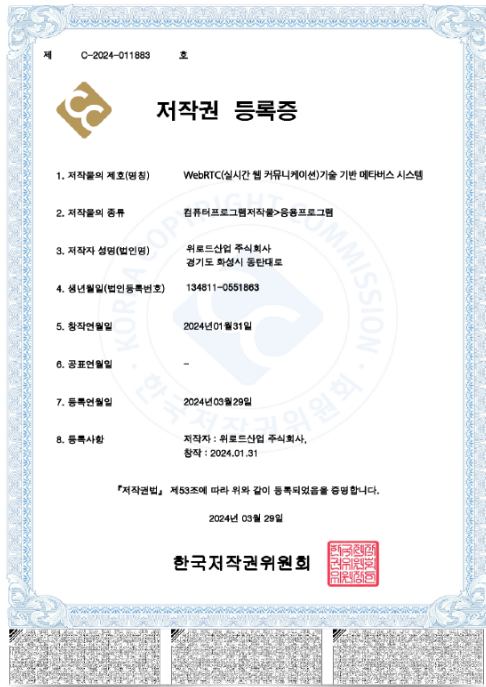 제 C-2024-011883 호
저작권 등록증
1. 저작물의 제호(명칭) WebRTC(실시간 웹 커뮤니케이션)기술 기반 메타버스 시스템
2. 저작물의 종류 컴퓨터프로그램저작물>응용프로그램
3. 저작자 성명(법인명) 위로드산업 주식회사
경기도 화성시 동탄대로
4. 생년월일(법인등록번호) 134811-0551863
5. 창작연월일 2024년01월31일
6. 공표연월일 -
7. 등록연월일 2024년03월29일
8. 등록사항 저작자 : 위로드산업 주식회사,
창작 : 2024.01.31
『저작권법』 제53조에 따라 위와 같이 등록되었음을 증명합니다.
2024년 03월 29일
한국저작권위원회
KOREA COPYRIGHT COMMISSION
한국저작권위원회